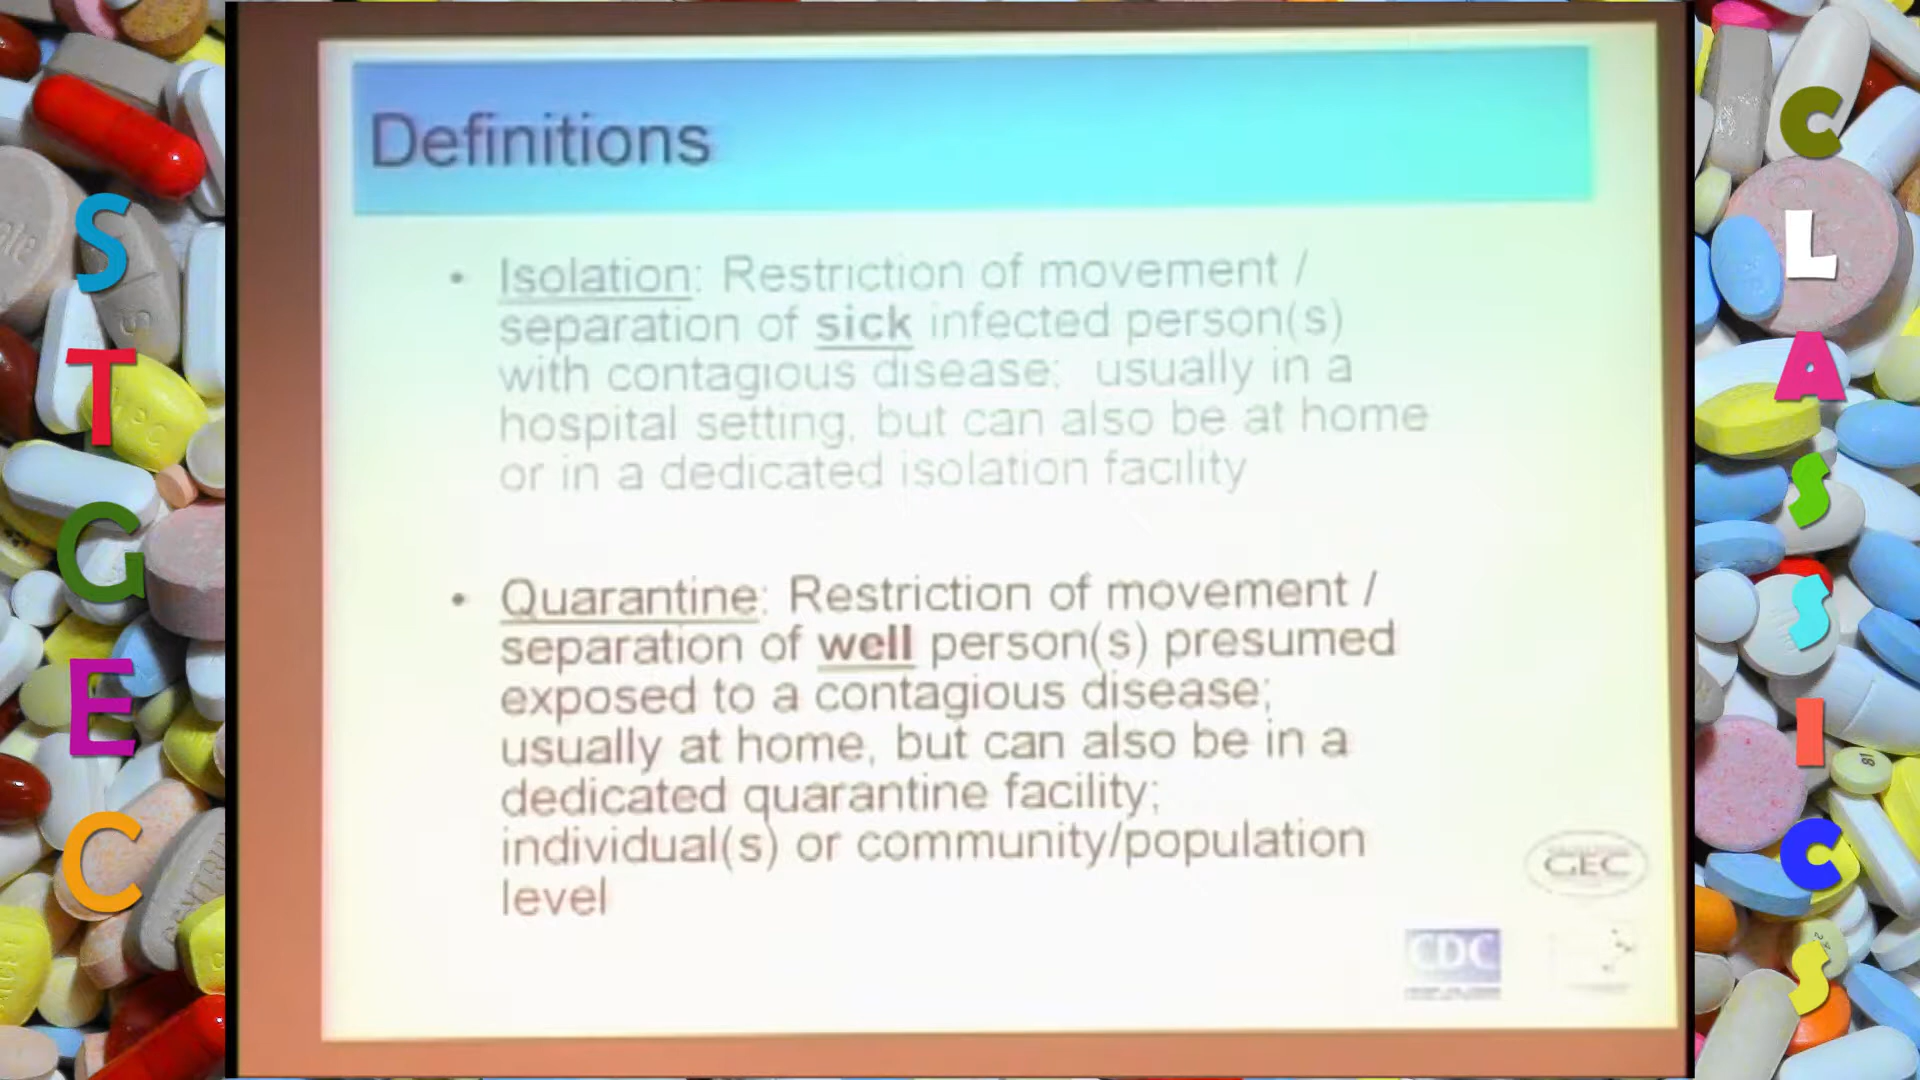 Definitions
• Isolation: Restriction of movement /
separation of sick infected person(s)
with contagious disease; usually in a
hospital setting, but can also be at home
or in a dedicated isolation facility
• Quarantine: Restriction of movement /
separation of well person(s) presumed
exposed to a contagious disease;
usually at home, but can also be in a
dedicated quarantine facility;
individual(s) or community/population
level
GEC
CDC
STGEC
CLASSICS